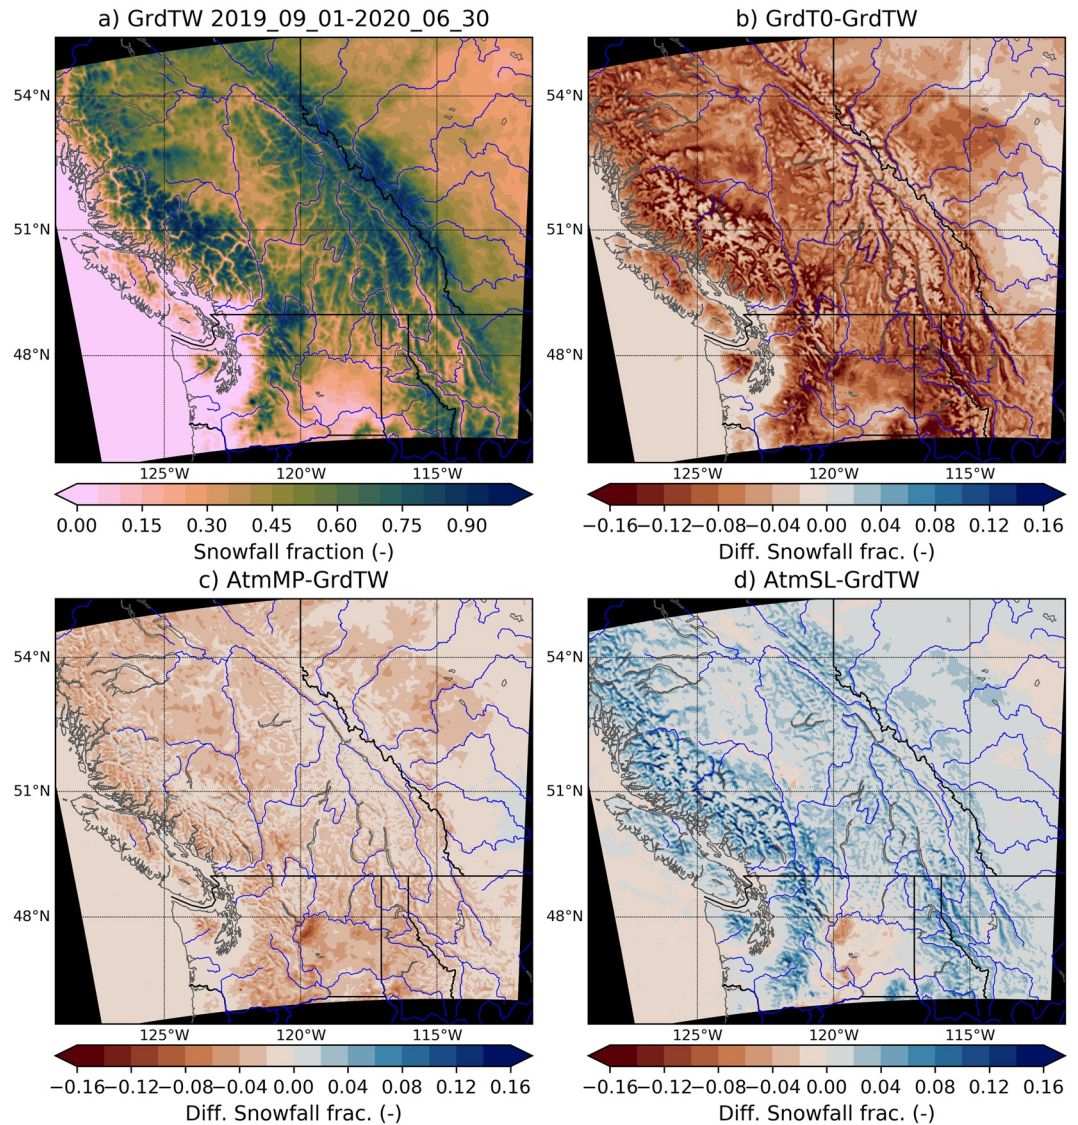 a) GrdTW 2019_09_01-2020_06_30
54°N
51°N
48°N
125°W 120°W 115°W
0.00 0.15 0.30 0.45 0.60 0.75 0.90
Snowfall fraction (-)
b) GrdT0-GrdTW
54°N
51°N
48°N
125°W 120°W 115°W
−0.16 −0.12 −0.08 −0.04 0.00 0.04 0.08 0.12 0.16
Diff. Snowfall frac. (-)
c) AtmMP-GrdTW
54°N
51°N
48°N
125°W 120°W 115°W
−0.16 −0.12 −0.08 −0.04 0.00 0.04 0.08 0.12 0.16
Diff. Snowfall frac. (-)
d) AtmSL-GrdTW
54°N
51°N
48°N
125°W 120°W 115°W
−0.16 −0.12 −0.08 −0.04 0.00 0.04 0.08 0.12 0.16
Diff. Snowfall frac. (-)